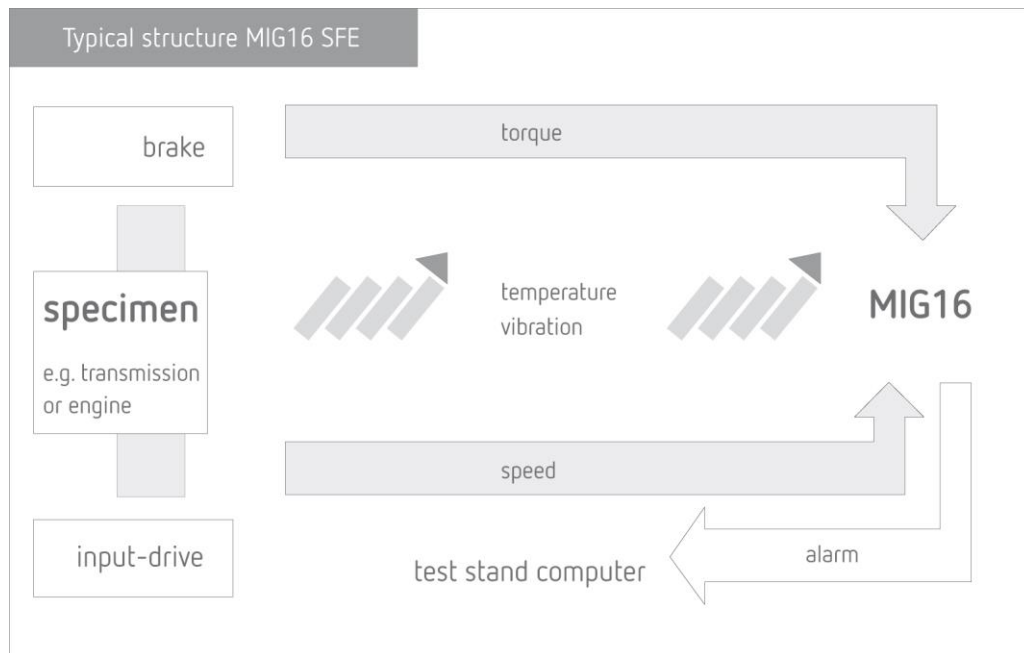 Typical structure MIG16 SFE
brake
torque
specimen
e.g. transmission
or engine
temperature
vibration
MIG16
speed
input-drive
test stand computer
alarm